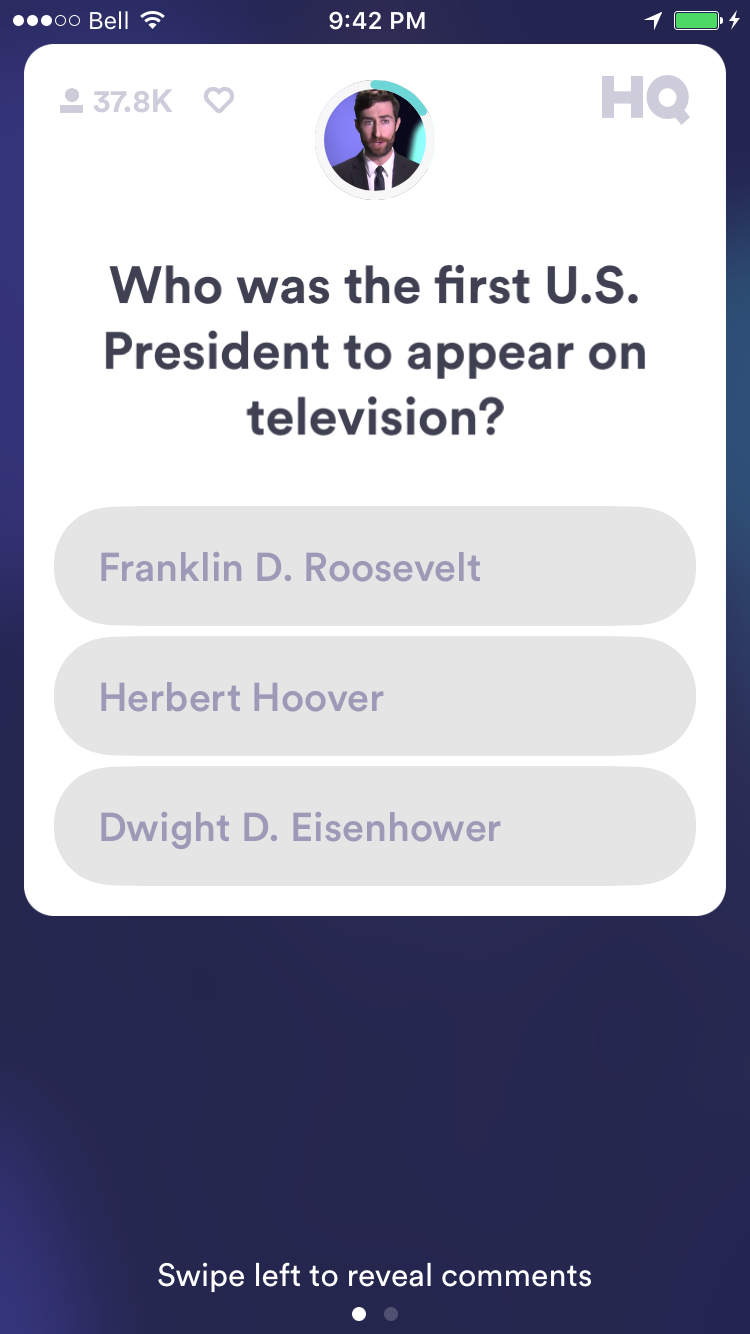 Bell 9:42 PM
37.8K HQ
Who was the first U.S.
President to appear on
television?
Franklin D. Roosevelt
Herbert Hoover
Dwight D. Eisenhower
Swipe left to reveal comments